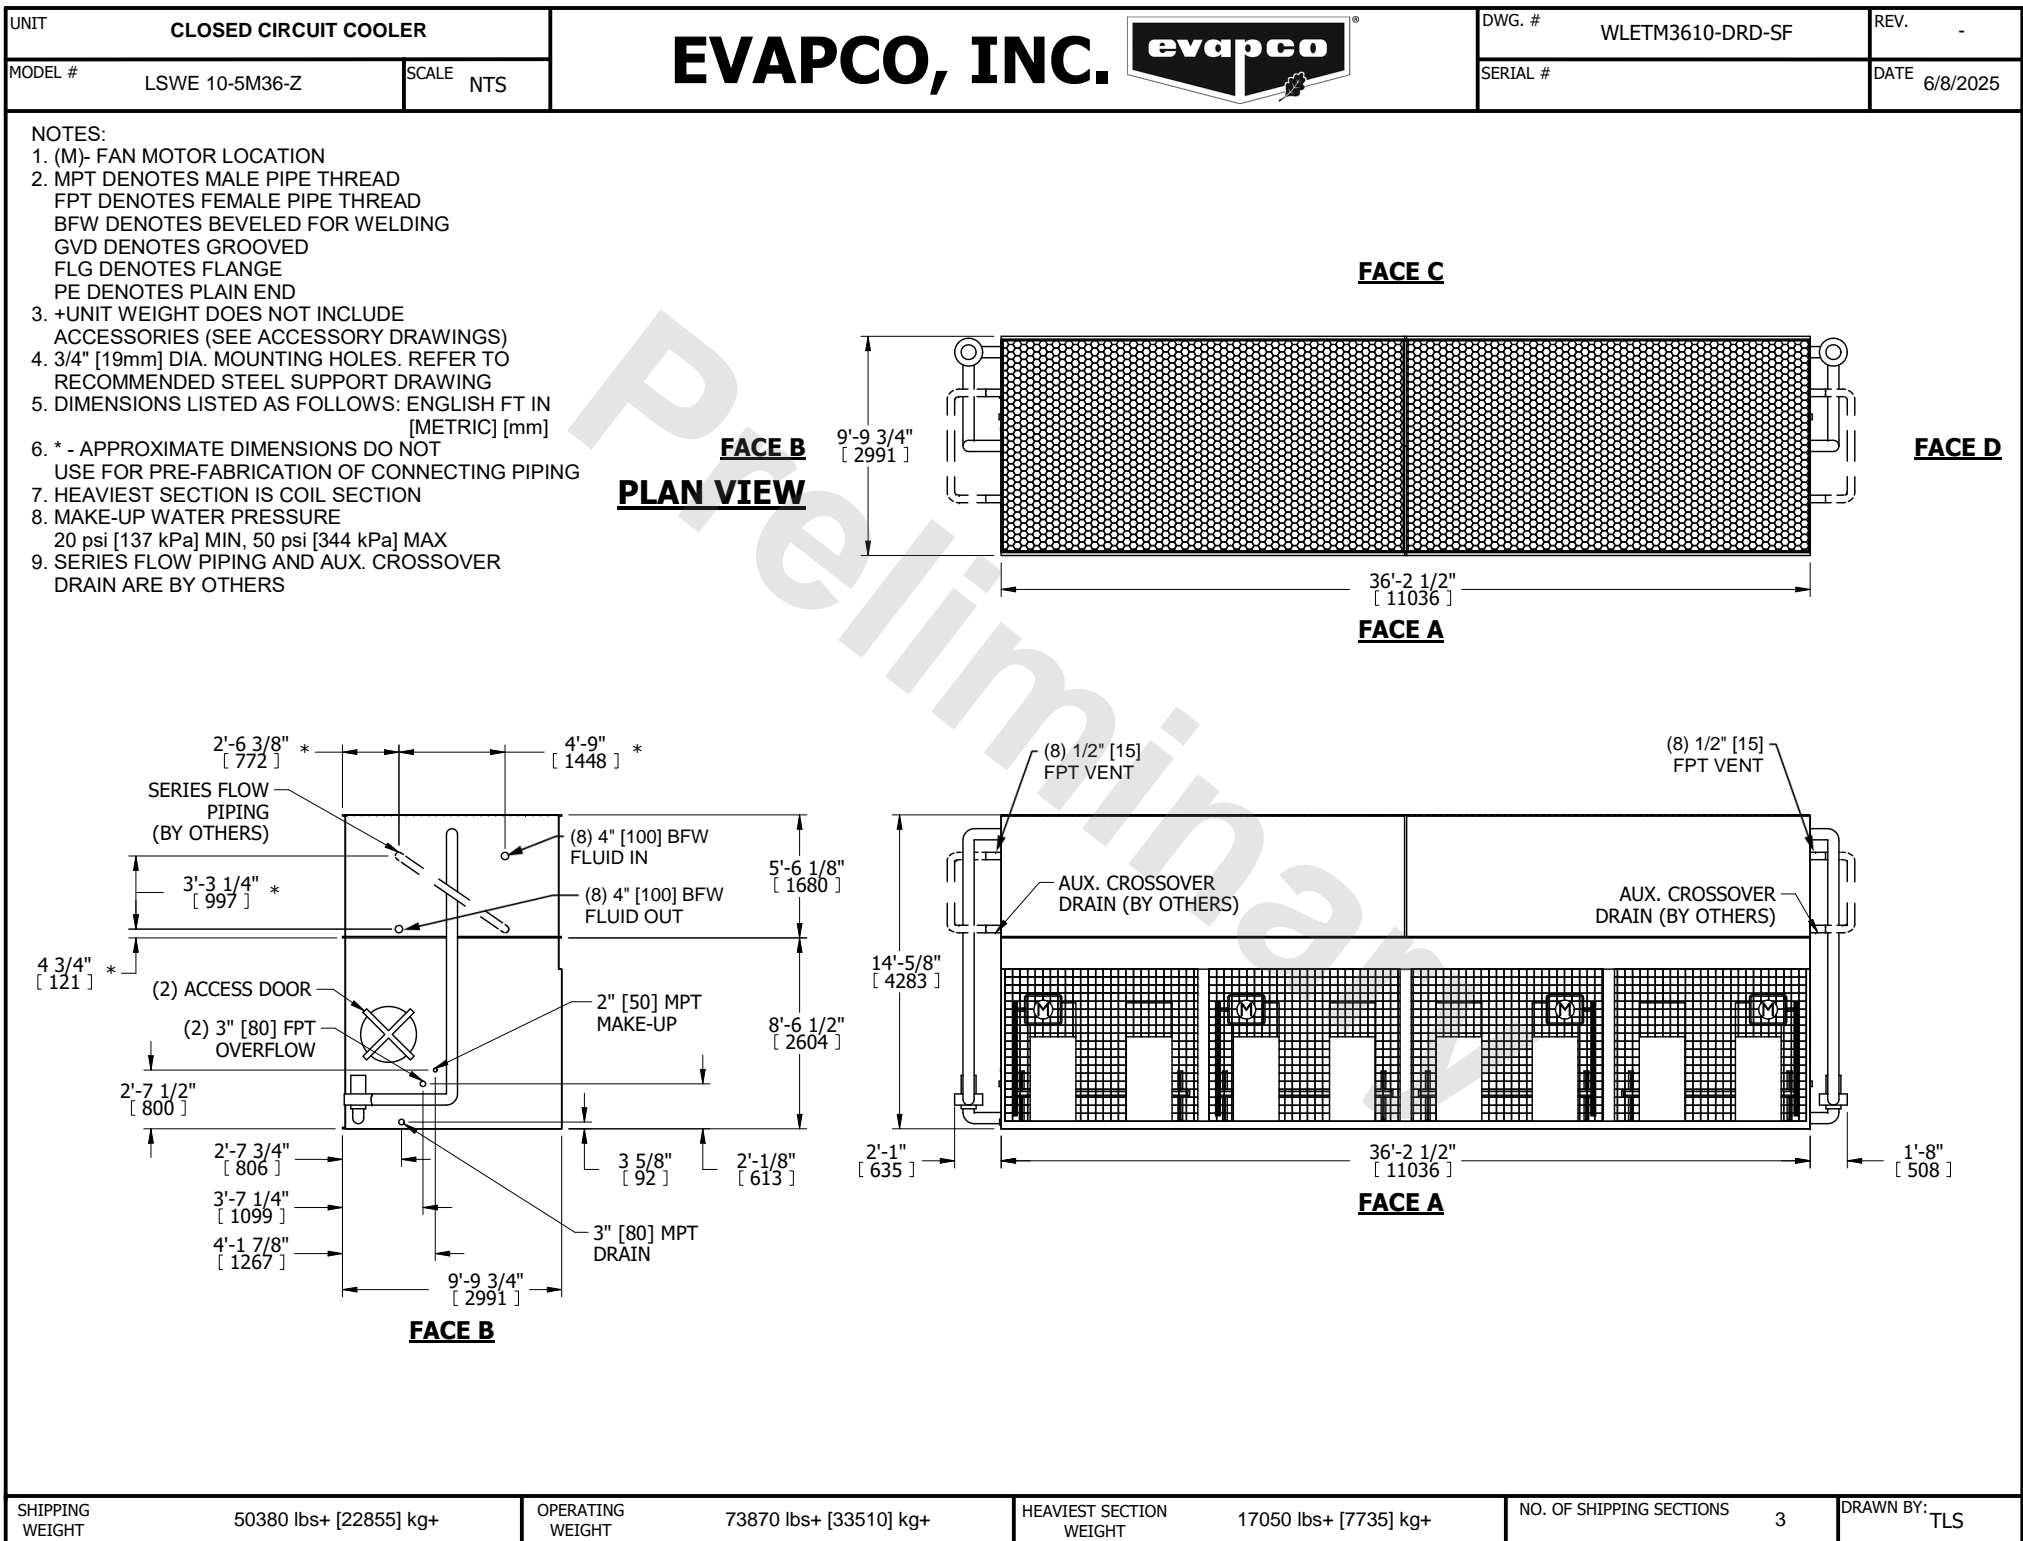 UNIT
CLOSED CIRCUIT COOLER
MODEL #
LSWE 10-5M36-Z
SCALE
NTS
EVAPCO, INC.
evapco
®
DWG. #
WLETM3610-DRD-SF
REV.
-
SERIAL #
DATE
6/8/2025
NOTES:
1. (M)- FAN MOTOR LOCATION
2. MPT DENOTES MALE PIPE THREAD
FPT DENOTES FEMALE PIPE THREAD
BFW DENOTES BEVELED FOR WELDING
GVD DENOTES GROOVED
FLG DENOTES FLANGE
PE DENOTES PLAIN END
3. +UNIT WEIGHT DOES NOT INCLUDE
ACCESSORIES (SEE ACCESSORY DRAWINGS)
4. 3/4" [19mm] DIA. MOUNTING HOLES. REFER TO
RECOMMENDED STEEL SUPPORT DRAWING
5. DIMENSIONS LISTED AS FOLLOWS: ENGLISH FT IN
[METRIC] [mm]
6. * - APPROXIMATE DIMENSIONS DO NOT
USE FOR PRE-FABRICATION OF CONNECTING PIPING
7. HEAVIEST SECTION IS COIL SECTION
8. MAKE-UP WATER PRESSURE
20 psi [137 kPa] MIN, 50 psi [344 kPa] MAX
9. SERIES FLOW PIPING AND AUX. CROSSOVER
DRAIN ARE BY OTHERS
Preliminary
FACE C
FACE B
PLAN VIEW
9'-9 3/4"
[ 2991 ]
FACE D
36'-2 1/2"
[ 11036 ]
FACE A
2'-6 3/8" *
[ 772 ]
4'-9" *
[ 1448 ]
SERIES FLOW
PIPING
(BY OTHERS)
(8) 4" [100] BFW
FLUID IN
3'-3 1/4" *
[ 997 ]
(8) 4" [100] BFW
FLUID OUT
5'-6 1/8"
[ 1680 ]
4 3/4" *
[ 121 ]
(2) ACCESS DOOR
(2) 3" [80] FPT
OVERFLOW
2" [50] MPT
MAKE-UP
8'-6 1/2"
[ 2604 ]
2'-7 1/2"
[ 800 ]
2'-7 3/4"
[ 806 ]
3 5/8"
[ 92 ]
2'-1/8"
[ 613 ]
3'-7 1/4"
[ 1099 ]
3" [80] MPT
DRAIN
4'-1 7/8"
[ 1267 ]
9'-9 3/4"
[ 2991 ]
FACE B
(8) 1/2" [15]
FPT VENT
(8) 1/2" [15]
FPT VENT
AUX. CROSSOVER
DRAIN (BY OTHERS)
AUX. CROSSOVER
DRAIN (BY OTHERS)
14'-5/8"
[ 4283 ]
M
M
M
M
2'-1"
[ 635 ]
36'-2 1/2"
[ 11036 ]
1'-8"
[ 508 ]
FACE A
SHIPPING
WEIGHT
50380 lbs+ [22855] kg+
OPERATING
WEIGHT
73870 lbs+ [33510] kg+
HEAVIEST SECTION
WEIGHT
17050 lbs+ [7735] kg+
NO. OF SHIPPING SECTIONS
3
DRAWN BY:
TLS